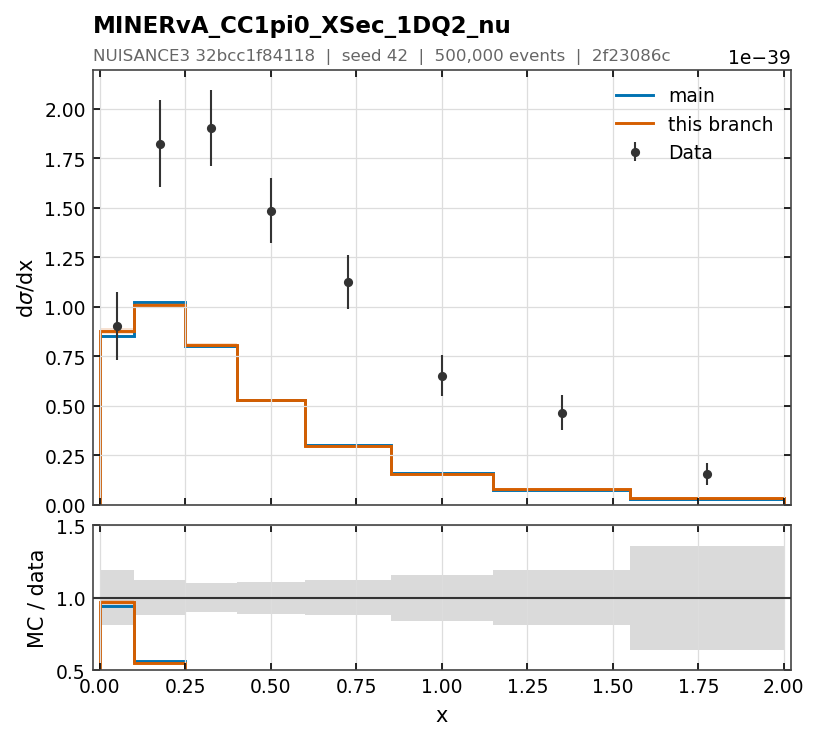 MINERvA_CC1pi0_XSec_1DQ2_nu
NUISANCE3 32bcc1f84118 | seed 42 | 500,000 events | 2f23086c
1e−39
main
this branch
Data
dσ/dx
2.00
1.75
1.50
1.25
1.00
0.75
0.50
0.25
0.00
MC / data
1.5
1.0
0.5
0.00 0.25 0.50 0.75 1.00 1.25 1.50 1.75 2.00
x